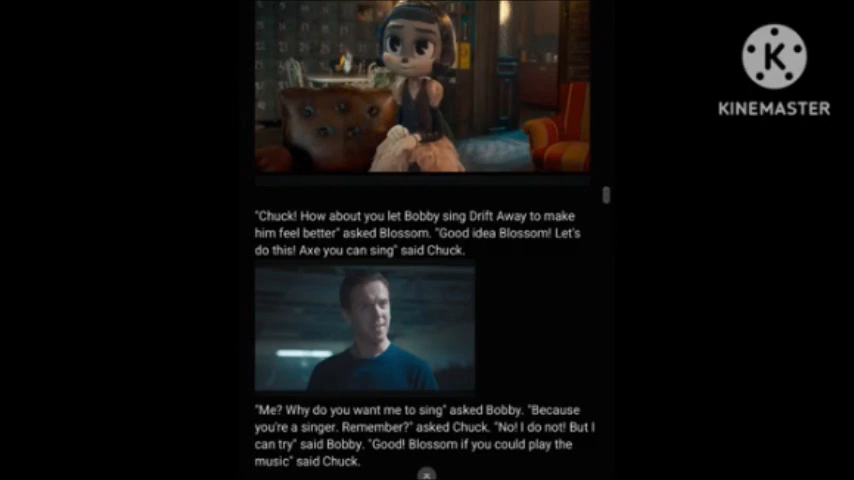 KINEMASTER
"Chuck! How about you let Bobby sing Drift Away to make
him feel better" asked Blossom. "Good idea Blossom! Let's
do this! Axe you can sing" said Chuck.
"Me? Why do you want me to sing" asked Bobby. "Because
you're a singer. Remember?" asked Chuck. "No! I do not! But I
can try" said Bobby. "Good! Blossom if you could play the
music" said Chuck.